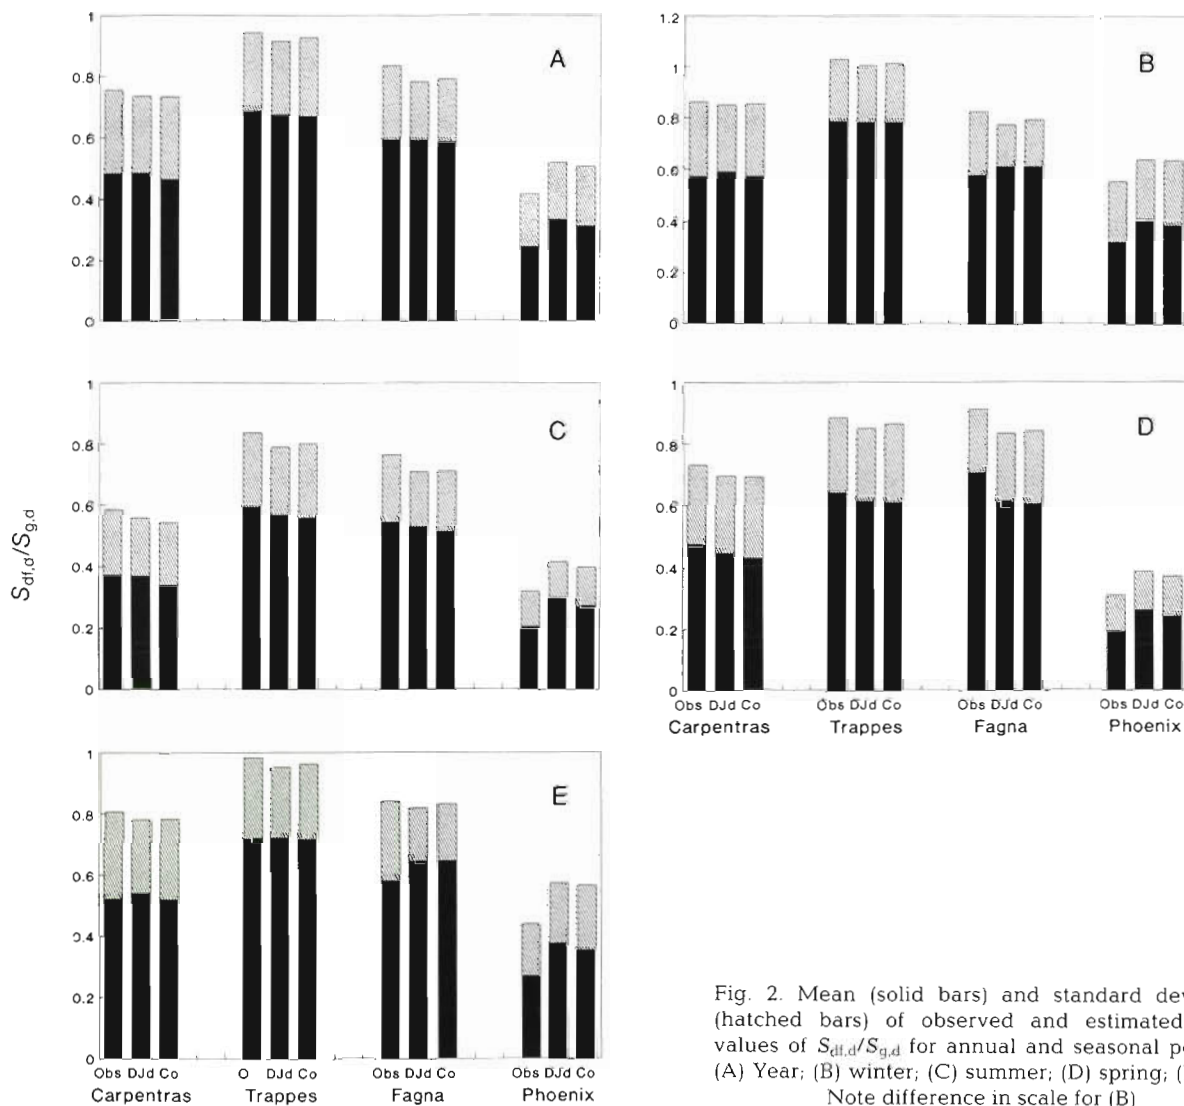 1
A
0.8
0.6
0.4
0.2
0
1.2
B
1
0.8
0.6
0.4
0.2
0
1
C
0.8
0.6
0.4
0.2
0
1
D
0.8
0.6
0.4
0.2
0
Obs DJd Co Obs DJd Co Obs DJd Co Obs DJd Co
Carpentras Trappes Fagna Phoenix
Sdf,d/Sg,d
1
E
0.8
0.6
0.4
0.2
0
Obs DJd Co O DJd Co Obs DJd Co Obs DJd Co
Carpentras Trappes Fagna Phoenix
Fig. 2. Mean (solid bars) and standard dev
(hatched bars) of observed and estimated
values of Sdf,d/Sg,d for annual and seasonal p
(A) Year; (B) winter; (C) summer; (D) spring; (
Note difference in scale for (B)